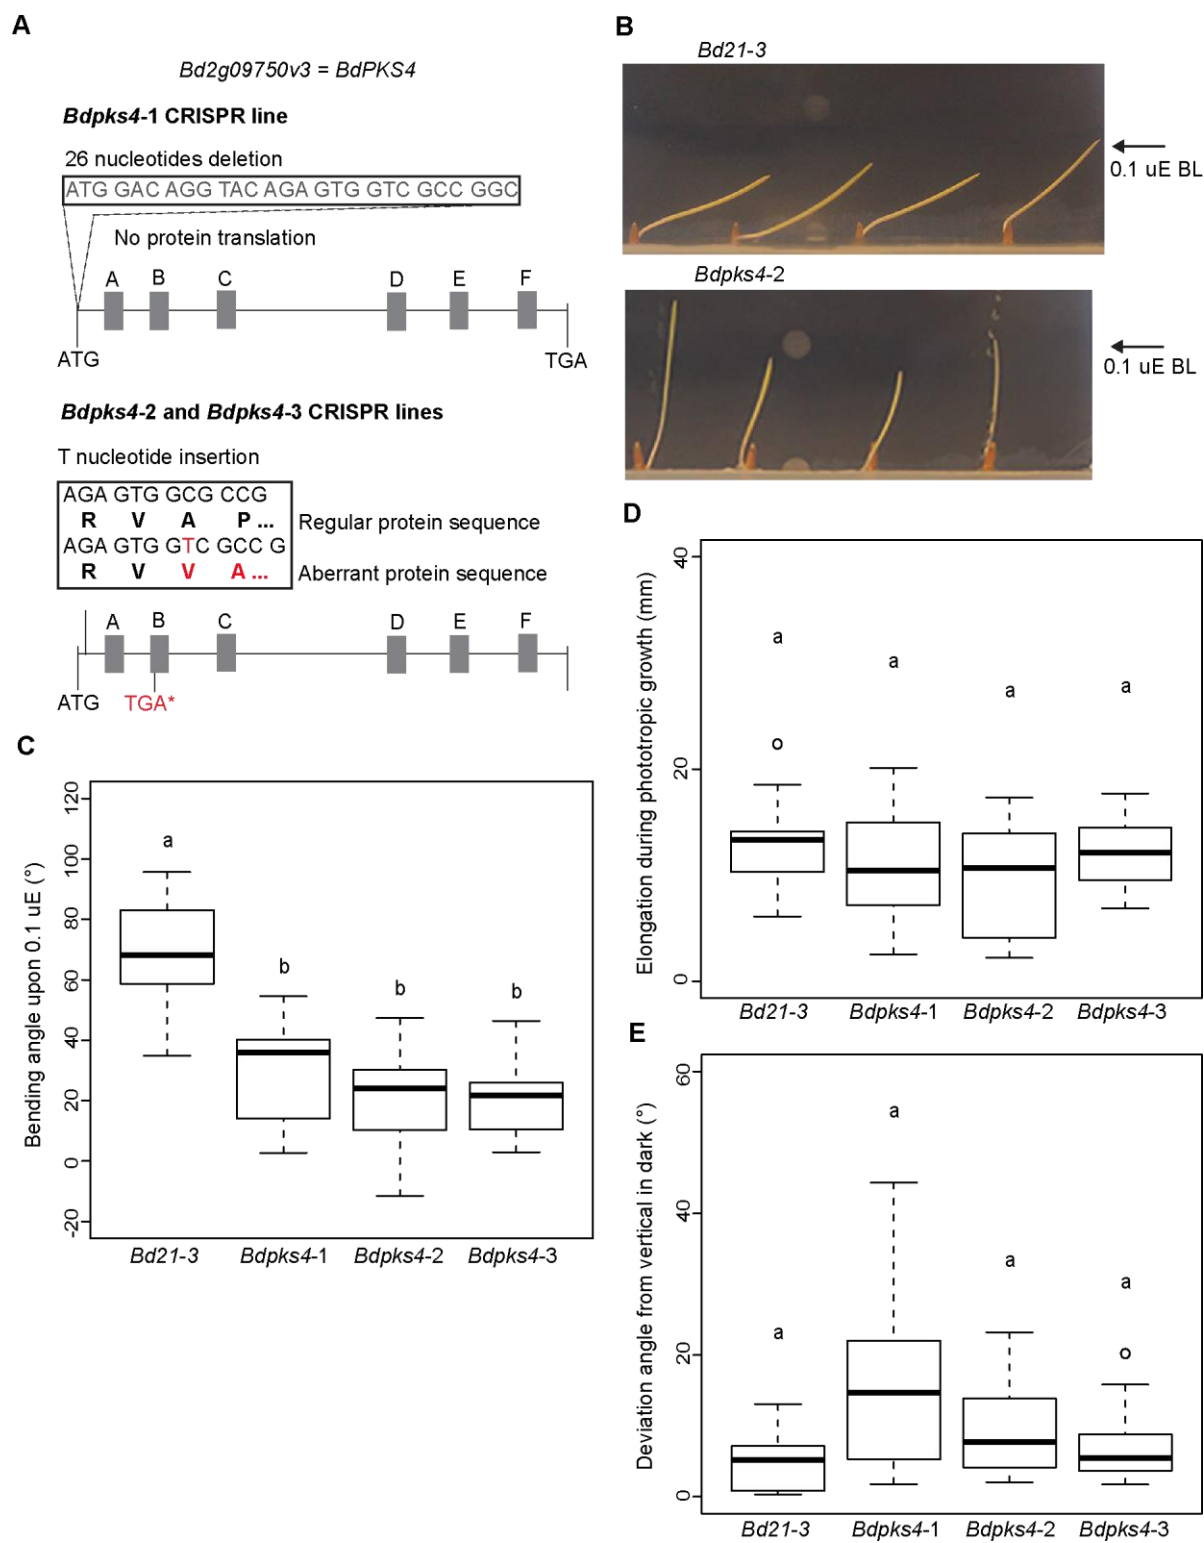 A
Bd2g09750v3 = BdPKS4
Bdpks4-1 CRISPR line
26 nucleotides deletion
ATG GAC AGG TAC AGA GTG GTC GCC GGC
No protein translation
A B C D E F
ATG TGA
Bdpks4-2 and Bdpks4-3 CRISPR lines
T nucleotide insertion
AGA GTG GCG CCG
R V A P ... Regular protein sequence
AGA GTG GTC GCC G
R V V A ... Aberrant protein sequence
A B C D E F
ATG TGA*
B
Bd21-3
0.1 uE BL
Bdpks4-2
0.1 uE BL
C
Bending angle upon 0.1 uE (°)
120
100
80
60
40
20
0
-20
a
b
b
b
Bd21-3 Bdpks4-1 Bdpks4-2 Bdpks4-3
D
Elongation during phototropic growth (mm)
40
20
0
a
a
a
a
Bd21-3 Bdpks4-1 Bdpks4-2 Bdpks4-3
E
Deviation angle from vertical in dark (°)
60
40
20
0
a
a
a
a
Bd21-3 Bdpks4-1 Bdpks4-2 Bdpks4-3